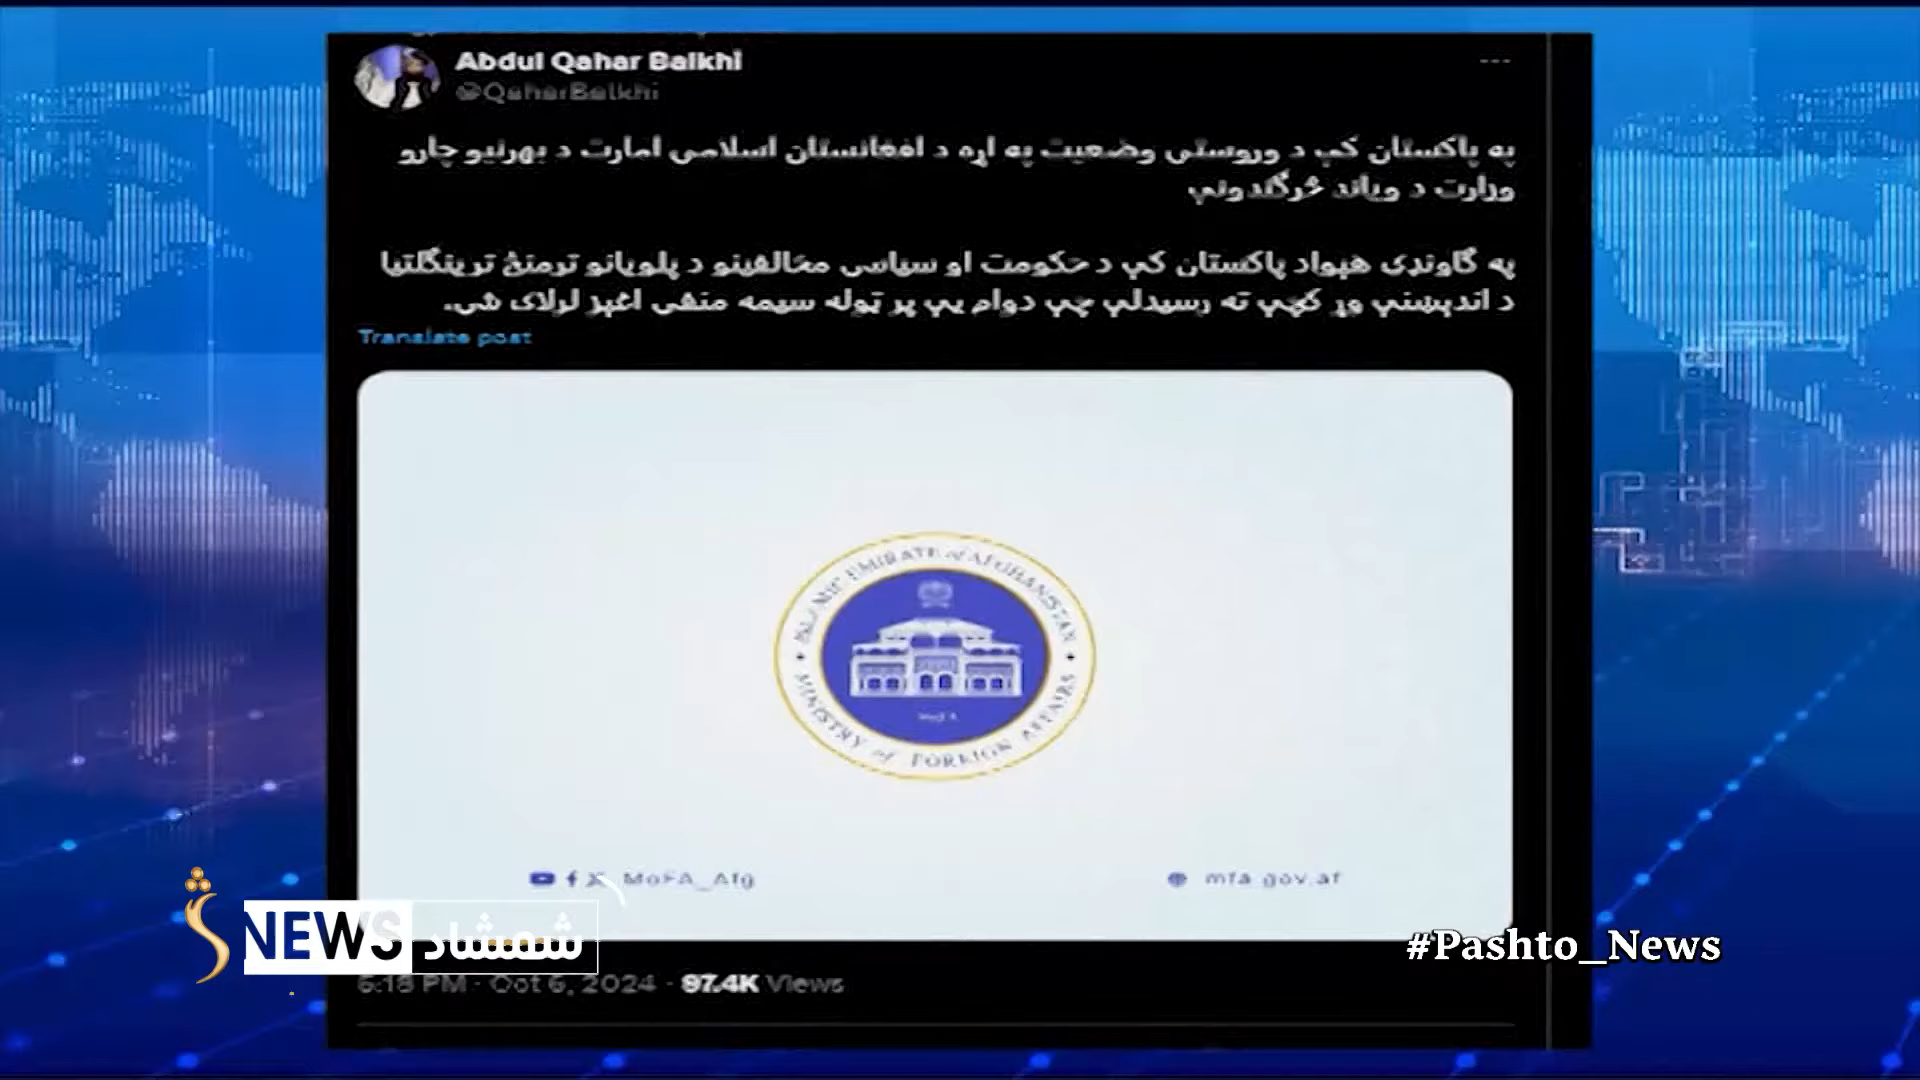 Abdul Qahar Balkhi
@QaharBalkhi
په پاکستان کې د وروستي وضعیت په اړه د افغانستان اسلامي امارت د بهرنیو چارو
وزارت د ویاند څرګندونې
په ګاونډي هېواد پاکستان کې د حکومت او سیاسي مخالفینو د پلویانو ترمنځ ترینګلتیا
د اندېښنې وړ کچې ته رسیدلې چې دوام یې پر ټوله سیمه منفي اغېز لرلای شي.
Translate post
ISLAMIC EMIRATE of AFGHANISTAN
MINISTRY of FOREIGN AFFAIRS
MoFA_Afg
mfa.gov.af
NEWS شمشاد
#Pashto_News
5:18 PM · Oct 6, 2024 · 97.4K Views